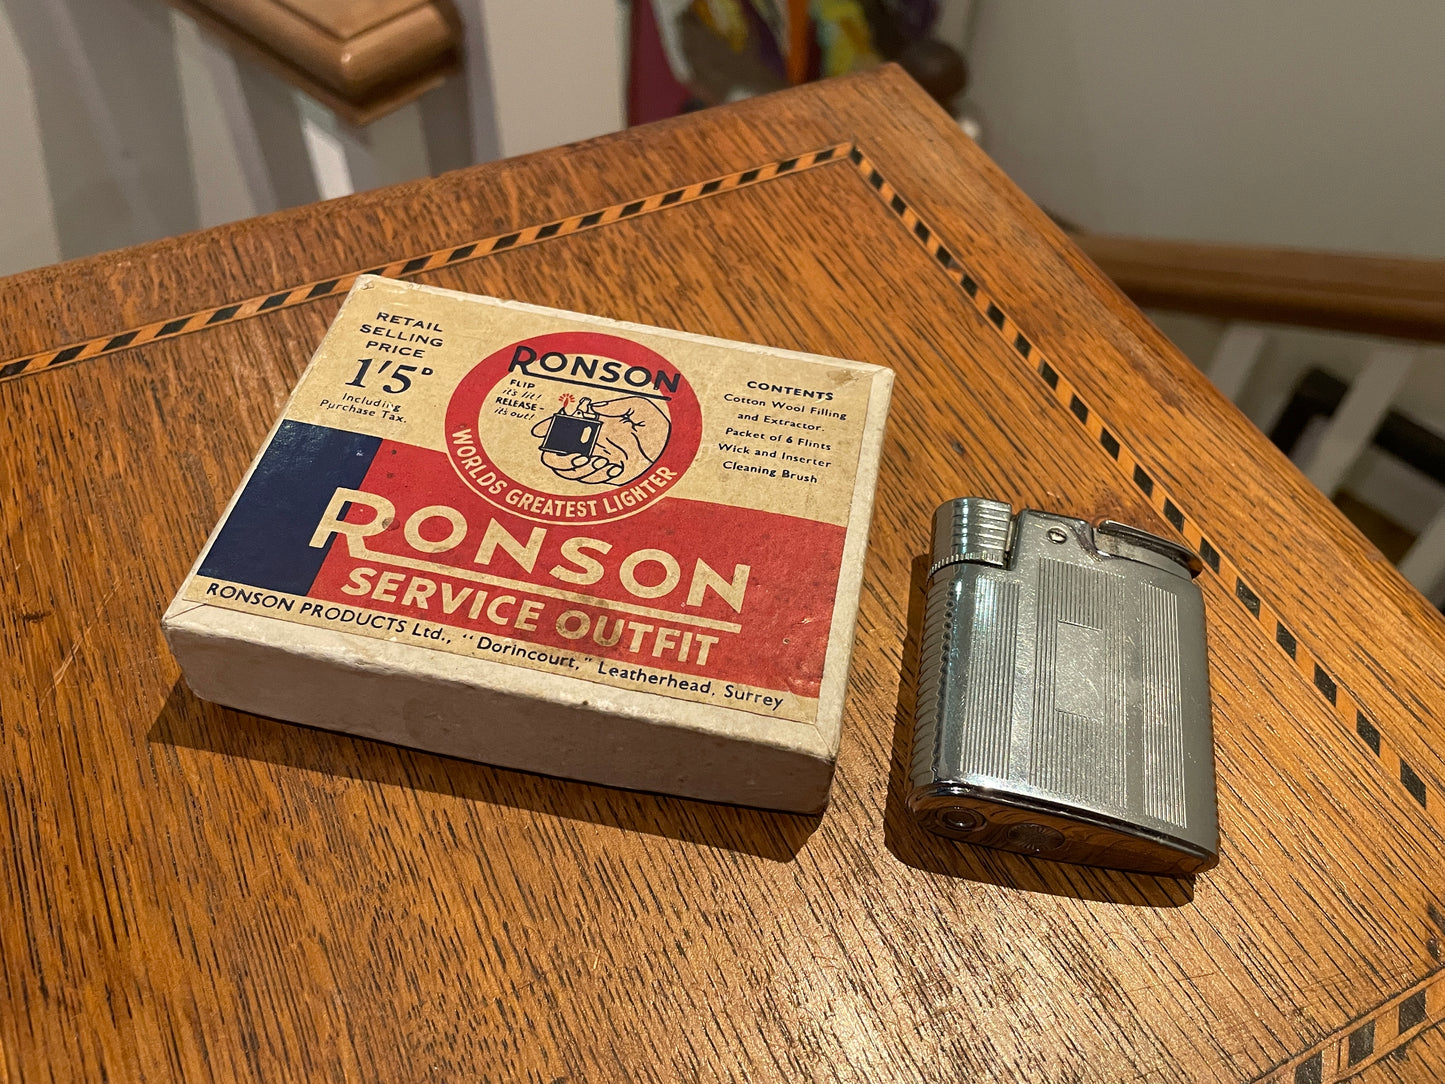 RETAIL
SELLING
PRICE
1'5ᴰ
Including
Purchase Tax.
RONSON
FLIP
it's lit!
RELEASE-
it's out!
WORLDS GREATEST LIGHTER
CONTENTS
Cotton Wool Filling
and Extractor.
Packet of 6 Flints
Wick and Inserter
Cleaning Brush
RONSON
SERVICE OUTFIT
RONSON PRODUCTS Ltd., "Dorincourt," Leatherhead, Surrey